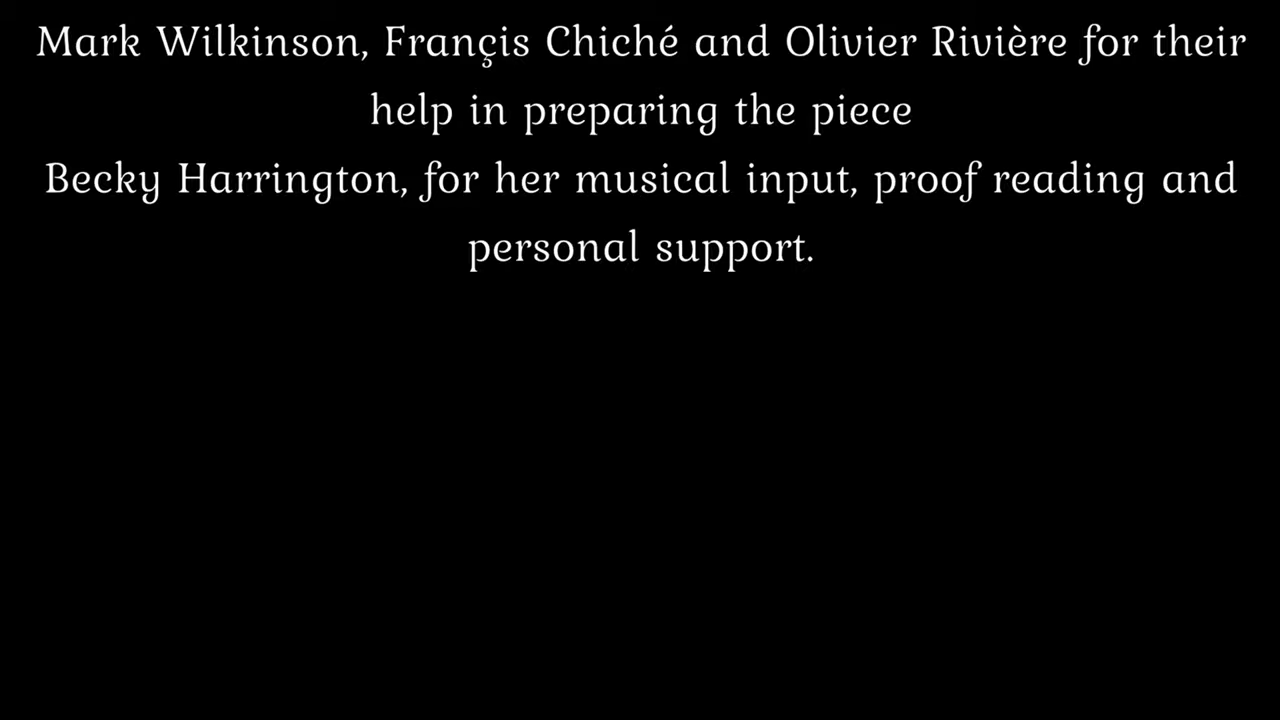 Mark Wilkinson, Françis Chiché and Olivier Rivière for their
help in preparing the piece
Becky Harrington, for her musical input, proof reading and
personal support.